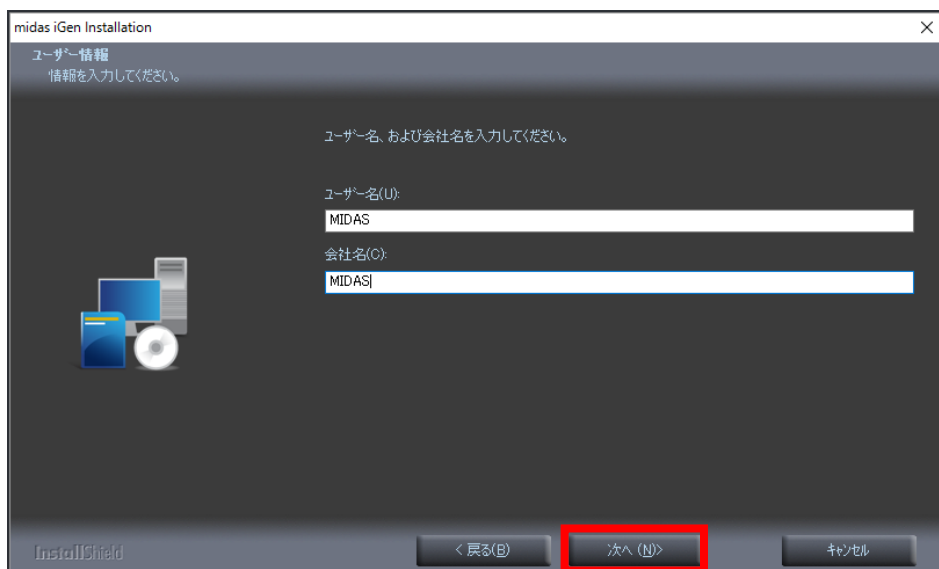 midas iGen Installation
ユーザー情報
情報を入力してください。
ユーザー名、および会社名を入力してください。
ユーザー名(U):
MIDAS
会社名(C):
MIDAS
InstallShield
< 戻る(B)
次へ (N)>
キャンセル